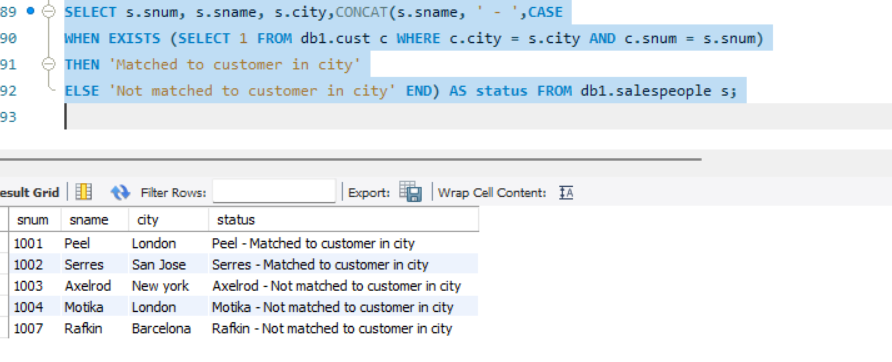 89 SELECT s.snum, s.sname, s.city,CONCAT(s.sname, ' - ',CASE
90 WHEN EXISTS (SELECT 1 FROM db1.cust c WHERE c.city = s.city AND c.snum = s.snum)
91 THEN 'Matched to customer in city'
92 ELSE 'Not matched to customer in city' END) AS status FROM db1.salespeople s;
93
esult Grid Filter Rows: Export: Wrap Cell Content:
snum sname city status
1001 Peel London Peel - Matched to customer in city
1002 Serres San Jose Serres - Matched to customer in city
1003 Axelrod New york Axelrod - Not matched to customer in city
1004 Motika London Motika - Not matched to customer in city
1007 Rafkin Barcelona Rafkin - Not matched to customer in city